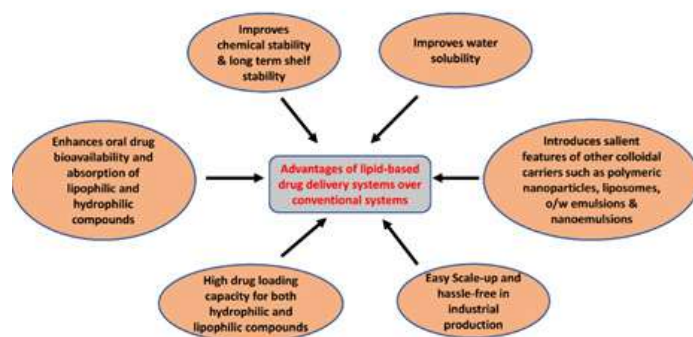 Improves
chemical stability
& long term shelf
stability
Improves water
solubility
Enhances oral drug
bioavailability and
absorption of
lipophilic and
hydrophilic
compounds
Advantages of lipid-based
drug delivery systems over
conventional systems
Introduces salient
features of other colloidal
carriers such as polymeric
nanoparticles, liposomes,
o/w emulsions &
nanoemulsions
High drug loading
capacity for both
hydrophilic and
lipophilic compounds
Easy Scale-up and
hassle-free in
industrial
production